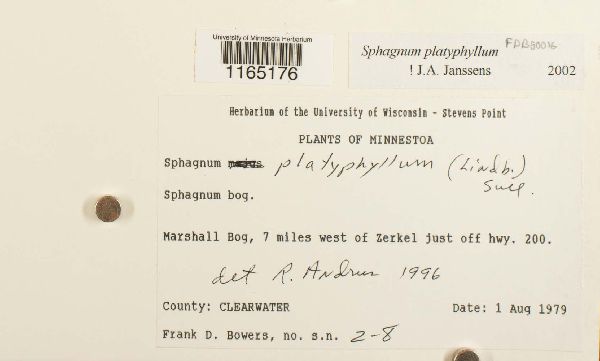 University of Minnesota Herbarium
1165176
Sphagnum platyphyllum
! J.A. Janssens 2002
Herbarium of the University of Wisconsin - Stevens Point
PLANTS OF MINNESTOA
Sphagnum platyphyllum (Lindb.)
Sull.
Sphagnum bog.
Marshall Bog, 7 miles west of Zerkel just off hwy. 200.
det R. Andrus 1996
County: CLEARWATER Date: 1 Aug 1979
Frank D. Bowers, no. s.n. 2-8